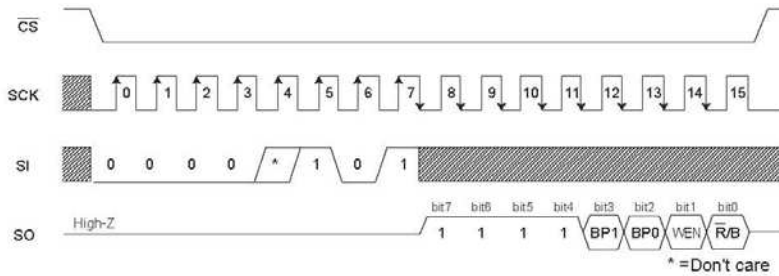 CS
SCK 0 1 2 3 4 5 6 7 8 9 10 11 12 13 14 15
SI 0 0 0 0 * 1 0 1
bit7 bit6 bit5 bit4 bit3 bit2 bit1 bit0
SO High-Z 1 1 1 1 BP1 BP0 WEN R/B
* =Don't care